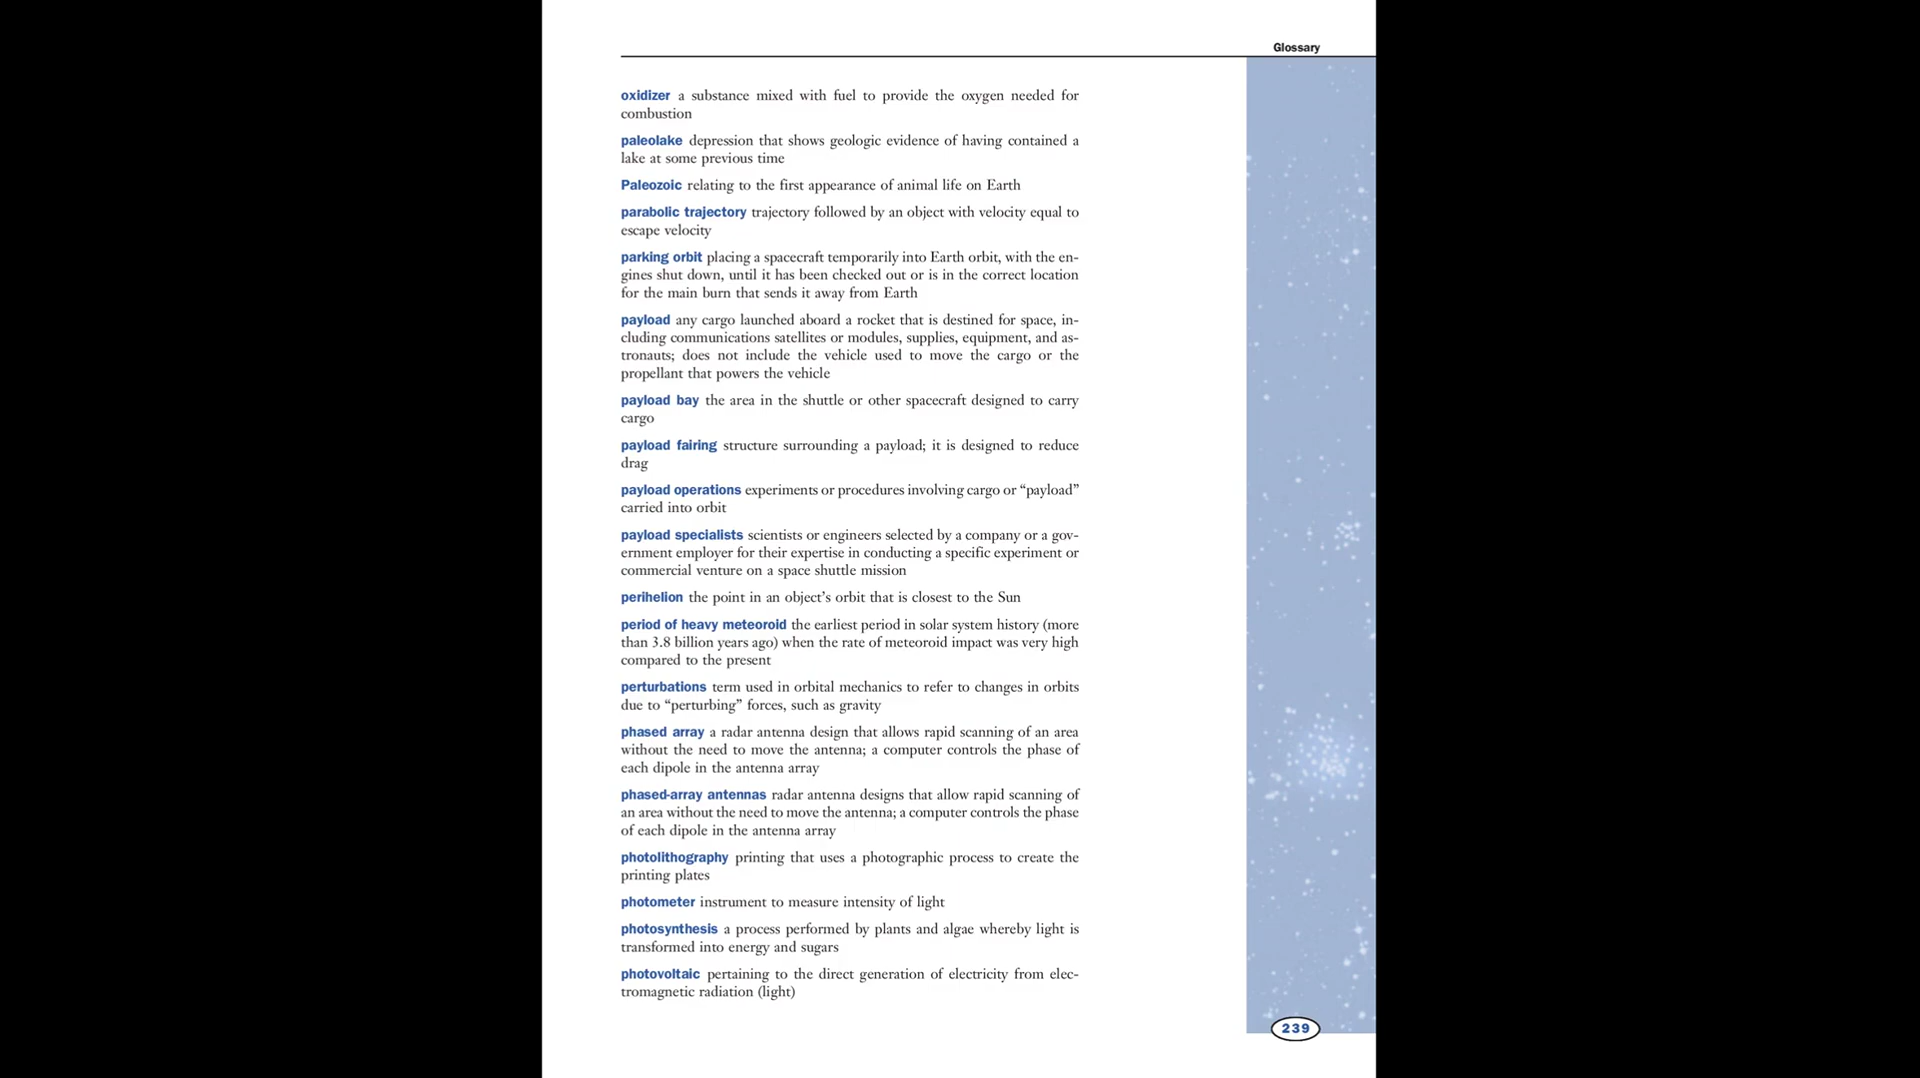 Glossary
oxidizer a substance mixed with fuel to provide the oxygen needed for
combustion
paleolake depression that shows geologic evidence of having contained a
lake at some previous time
Paleozoic relating to the first appearance of animal life on Earth
parabolic trajectory trajectory followed by an object with velocity equal to
escape velocity
parking orbit placing a spacecraft temporarily into Earth orbit, with the en-
gines shut down, until it has been checked out or is in the correct location
for the main burn that sends it away from Earth
payload any cargo launched aboard a rocket that is destined for space, in-
cluding communications satellites or modules, supplies, equipment, and as-
tronauts; does not include the vehicle used to move the cargo or the
propellant that powers the vehicle
payload bay the area in the shuttle or other spacecraft designed to carry
cargo
payload fairing structure surrounding a payload; it is designed to reduce
drag
payload operations experiments or procedures involving cargo or “payload”
carried into orbit
payload specialists scientists or engineers selected by a company or a gov-
ernment employer for their expertise in conducting a specific experiment or
commercial venture on a space shuttle mission
perihelion the point in an object’s orbit that is closest to the Sun
period of heavy meteoroid the earliest period in solar system history (more
than 3.8 billion years ago) when the rate of meteoroid impact was very high
compared to the present
perturbations term used in orbital mechanics to refer to changes in orbits
due to “perturbing” forces, such as gravity
phased array a radar antenna design that allows rapid scanning of an area
without the need to move the antenna; a computer controls the phase of
each dipole in the antenna array
phased-array antennas radar antenna designs that allow rapid scanning of
an area without the need to move the antenna; a computer controls the phase
of each dipole in the antenna array
photolithography printing that uses a photographic process to create the
printing plates
photometer instrument to measure intensity of light
photosynthesis a process performed by plants and algae whereby light is
transformed into energy and sugars
photovoltaic pertaining to the direct generation of electricity from elec-
tromagnetic radiation (light)
239